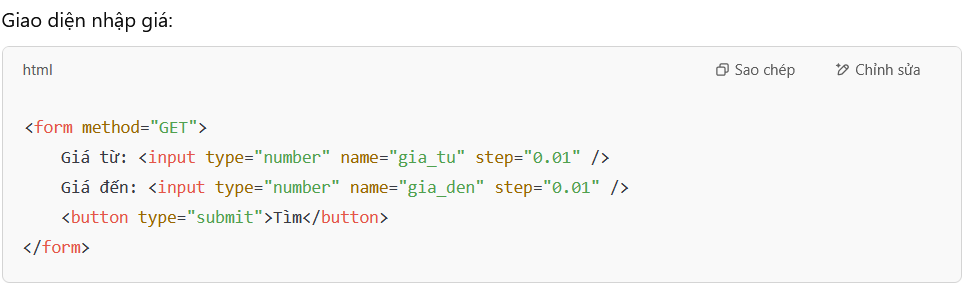 Giao diện nhập giá:
html
Sao chép
Chỉnh sửa
<form method="GET">
    Giá từ: <input type="number" name="gia_tu" step="0.01" />
    Giá đến: <input type="number" name="gia_den" step="0.01" />
    <button type="submit">Tìm</button>
</form>